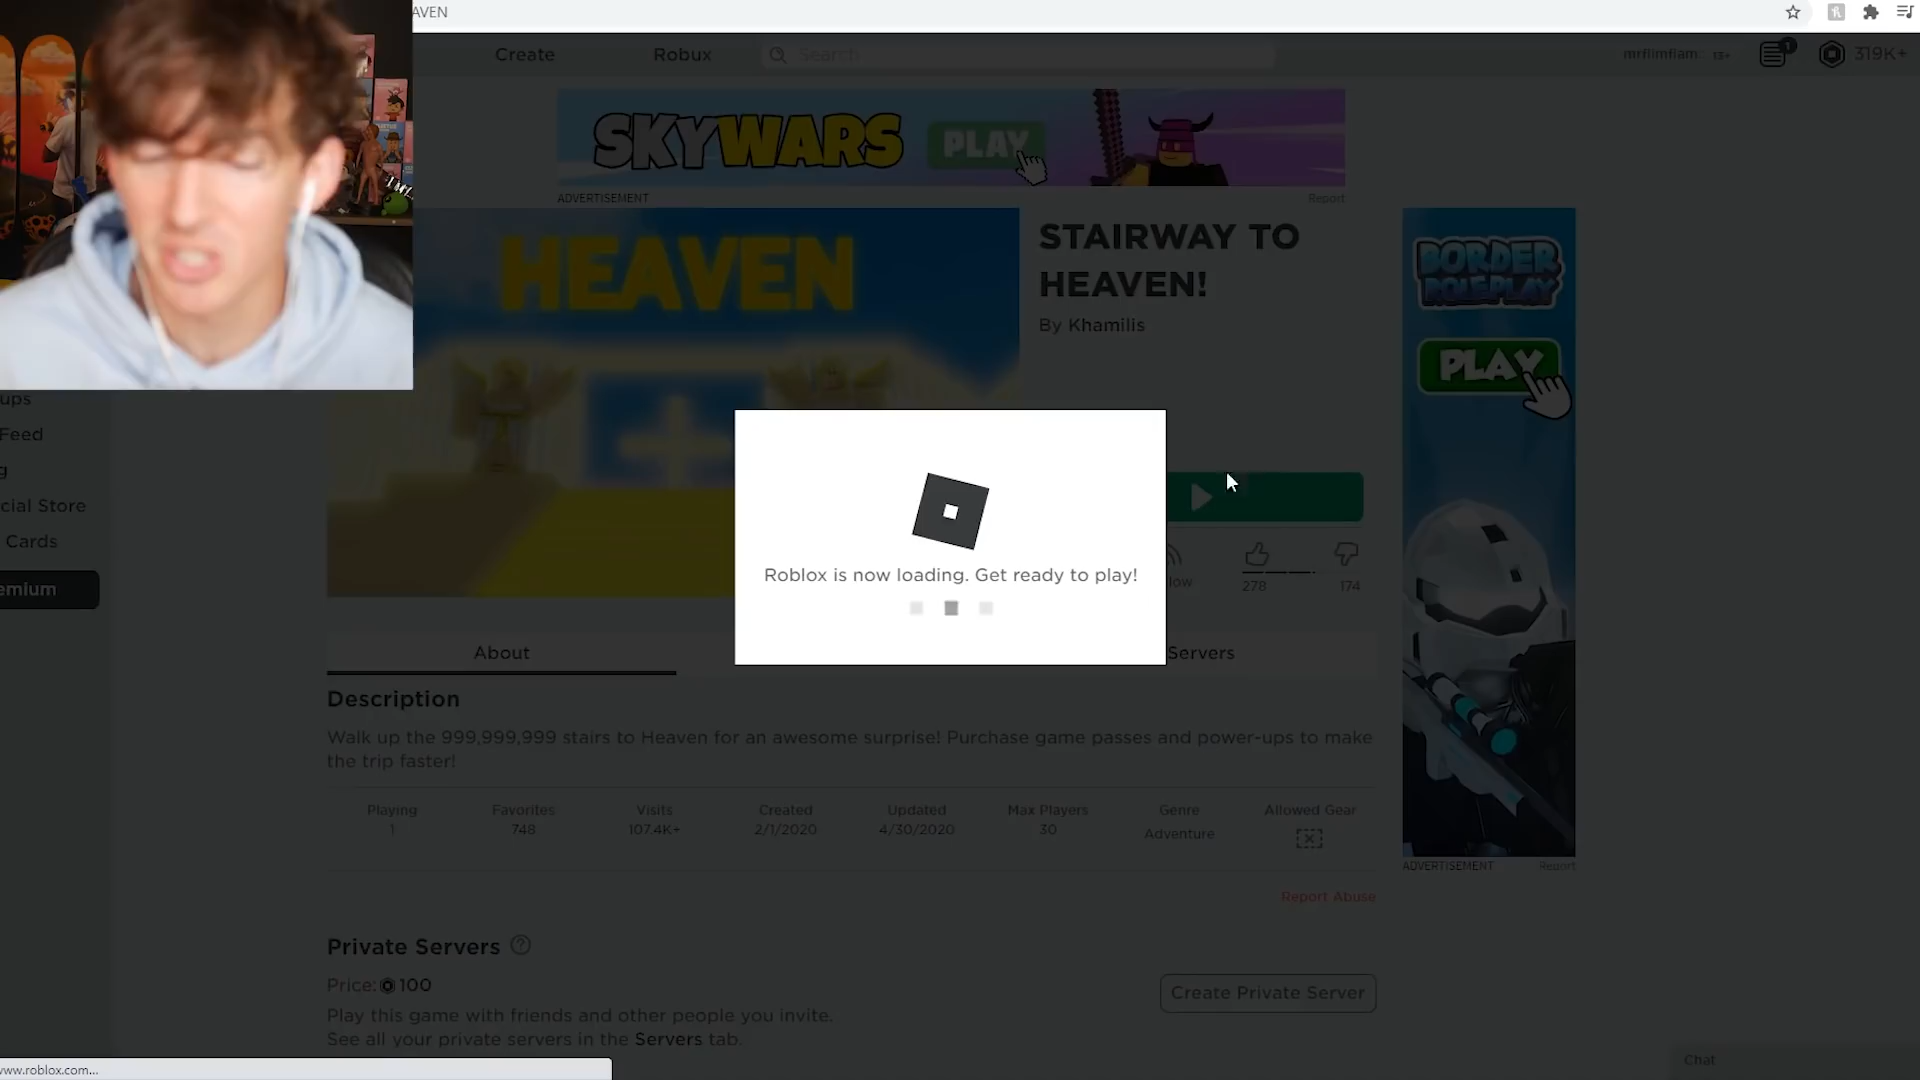 AVEN
Create
Robux
Search
mrflimflam: 13+
1
319K+
SKYWARS
PLAY
ADVERTISEMENT
Report
HEAVEN
STAIRWAY TO
HEAVEN!
By Khamilis
BORDER
ROLEPLAY
PLAY
ups
Feed
g
cial Store
Cards
emium
Roblox is now loading. Get ready to play!
low
278
174
About
Servers
Description
Walk up the 999,999,999 stairs to Heaven for an awesome surprise! Purchase game passes and power-ups to make
the trip faster!
Playing
Favorites
Visits
Created
Updated
Max Players
Genre
Allowed Gear
1
748
107.4K+
2/1/2020
4/30/2020
30
Adventure
ADVERTISEMENT
Report
Report Abuse
Private Servers
Price: 100
Create Private Server
Play this game with friends and other people you invite.
See all your private servers in the Servers tab.
www.roblox.com...
Chat